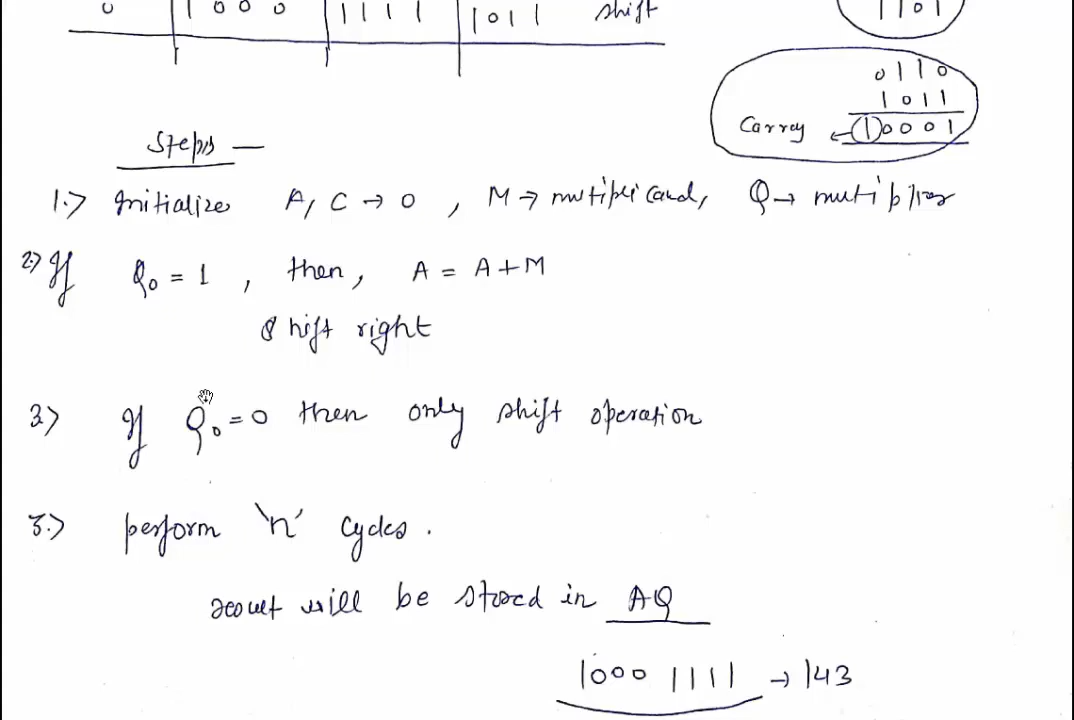 0 | 1 0 0 0 | 1 1 1 1 | 1 0 1 1 shift
1 1 0 1
0 1 1 0
1 0 1 1
Carray ← (1) 0 0 0 1
Steps —
1.> Initialize A, C → 0 , M → multiplicand, Q → multiplier
2.> If Q0 = 1 , then , A = A + M
Shift right
3.> If Q0 = 0 then only shift operation
3.> perform 'n' cycles .
result will be stored in AQ
1000 1111 → 143